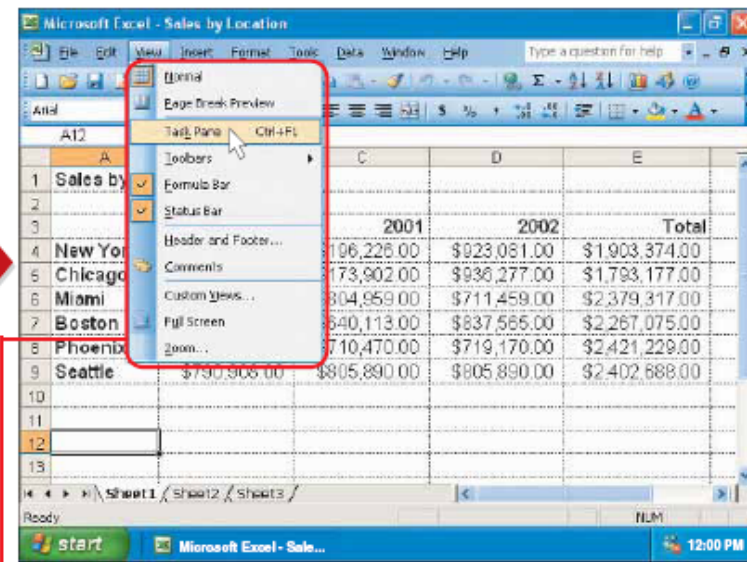 Microsoft Excel - Sales by Location
File Edit View Insert Format Tools Data Window Help Type a question for help
Normal
Arial $ %
Page Break Preview
A12
Task Pane Ctrl+F1
A C D E
Toolbars
1 Sales by
Formula Bar
2
Status Bar
3 2001 2002 Total
Header and Footer...
4 New Yor 196,226.00 $923,081.00 $1,903,374.00
Comments
5 Chicago 173,902.00 $936,277.00 $1,793,177.00
Custom Views...
6 Miami 804,959.00 $711,459.00 $2,379,317.00
Full Screen
7 Boston 640,113.00 $837,565.00 $2,267,075.00
Zoom...
8 Phoenix 710,470.00 $719,170.00 $2,421,229.00
9 Seattle $790,908.00 $805,890.00 $805,890.00 $2,402,688.00
10
11
12
13
Sheet1 Sheet2 Sheet3
Ready NUM
start Microsoft Excel - Sale... 12:00 PM